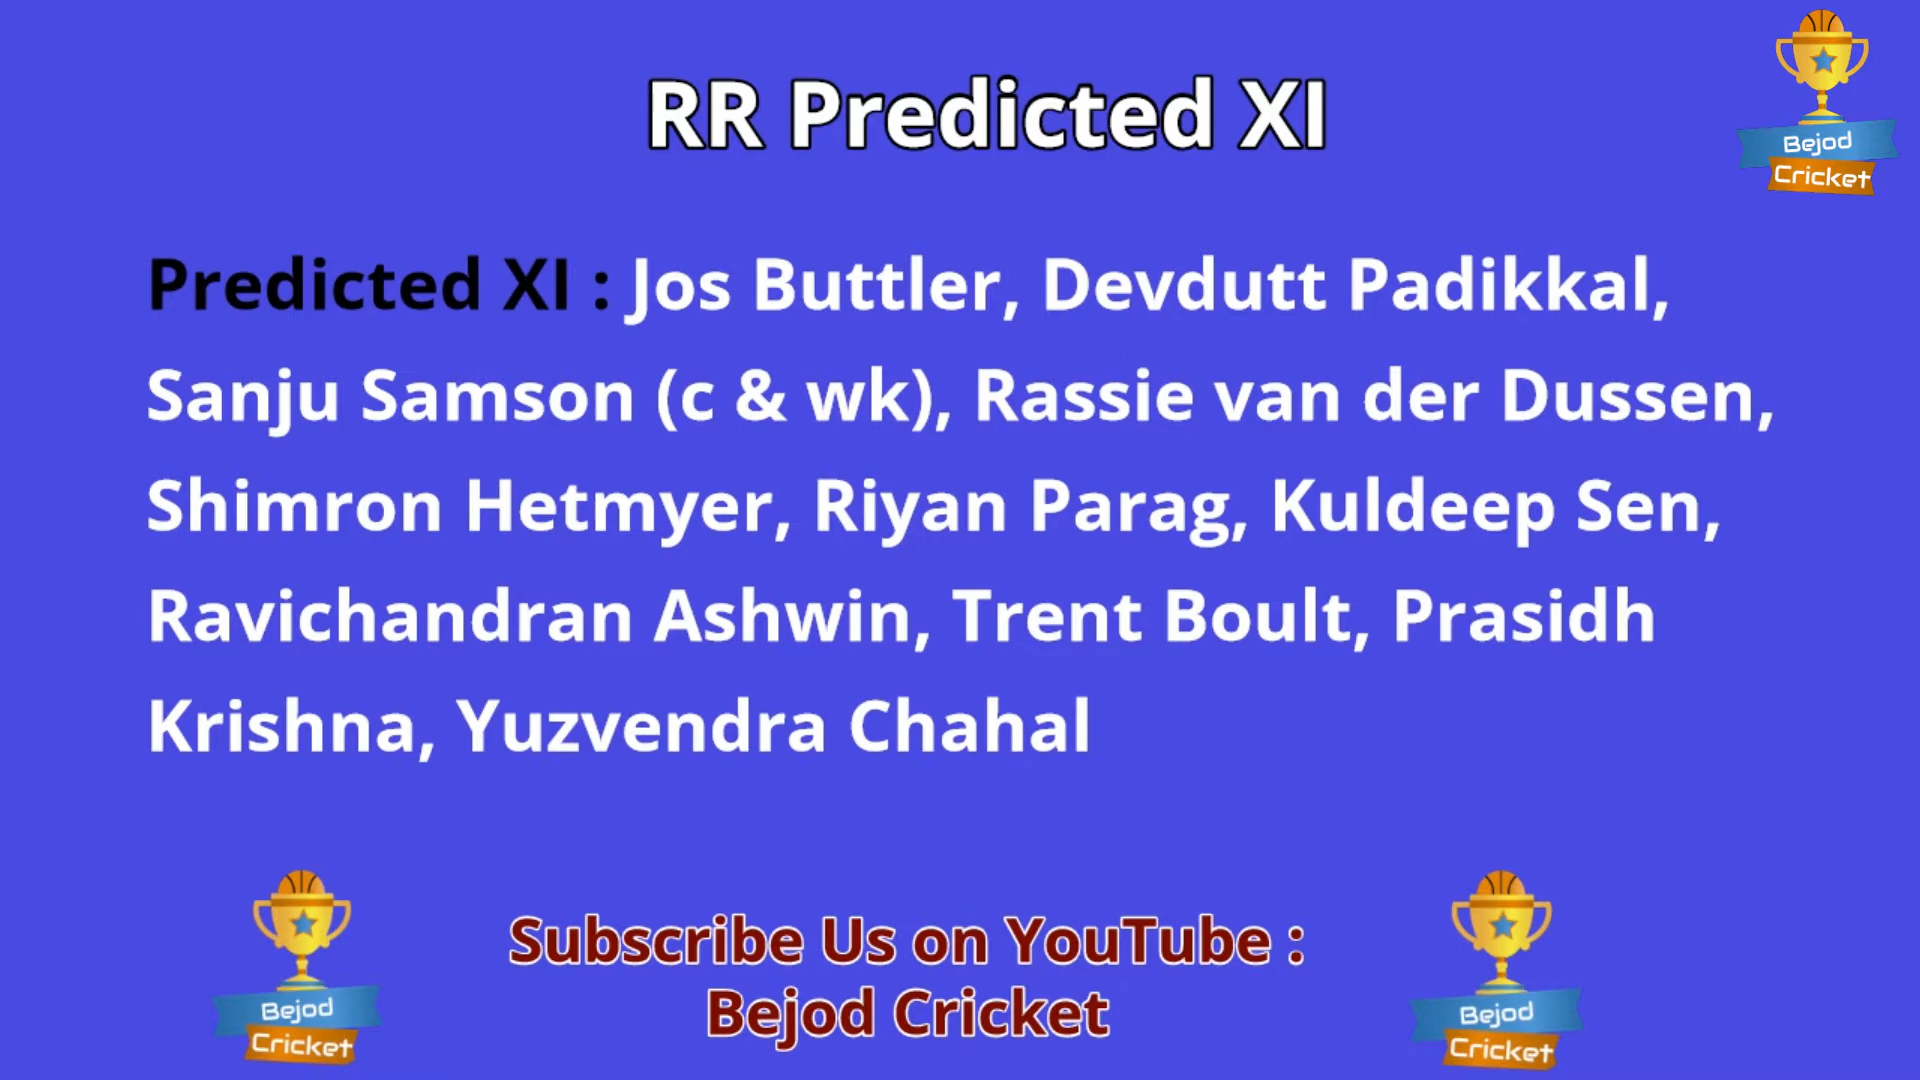 RR Predicted XI
Bejod
Cricket
Predicted XI : Jos Buttler, Devdutt Padikkal,
Sanju Samson (c & wk), Rassie van der Dussen,
Shimron Hetmyer, Riyan Parag, Kuldeep Sen,
Ravichandran Ashwin, Trent Boult, Prasidh
Krishna, Yuzvendra Chahal
Subscribe Us on YouTube :
Bejod Cricket
Bejod
Cricket
Bejod
Cricket